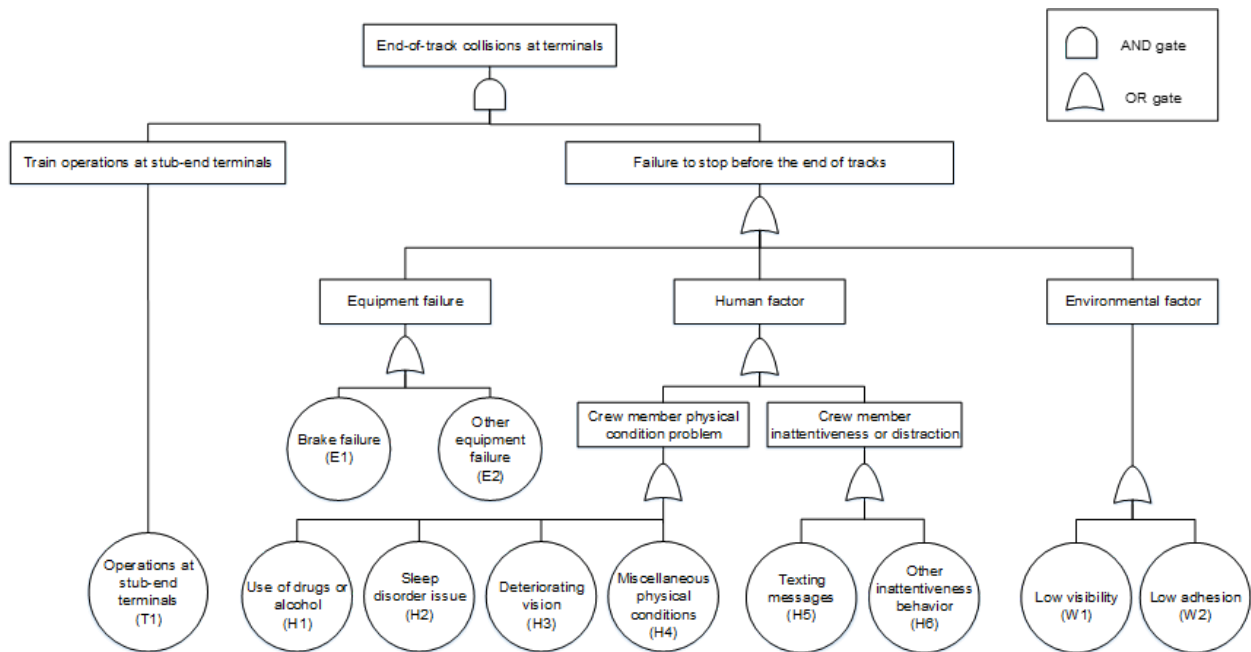 End-of-track collisions at terminals
AND gate
OR gate
Train operations at stub-end terminals
Failure to stop before the end of tracks
Equipment failure
Human factor
Environmental factor
Brake failure
(E1)
Other
equipment
failure
(E2)
Crew member physical
condition problem
Crew member
inattentiveness or distraction
Operations at
stub-end
terminals
(T1)
Use of drugs or
alcohol
(H1)
Sleep
disorder issue
(H2)
Deteriorating
vision
(H3)
Miscellaneous
physical
conditions
(H4)
Texting
messages
(H5)
Other
inattentiveness
behavior
(H6)
Low visibility
(W1)
Low adhesion
(W2)